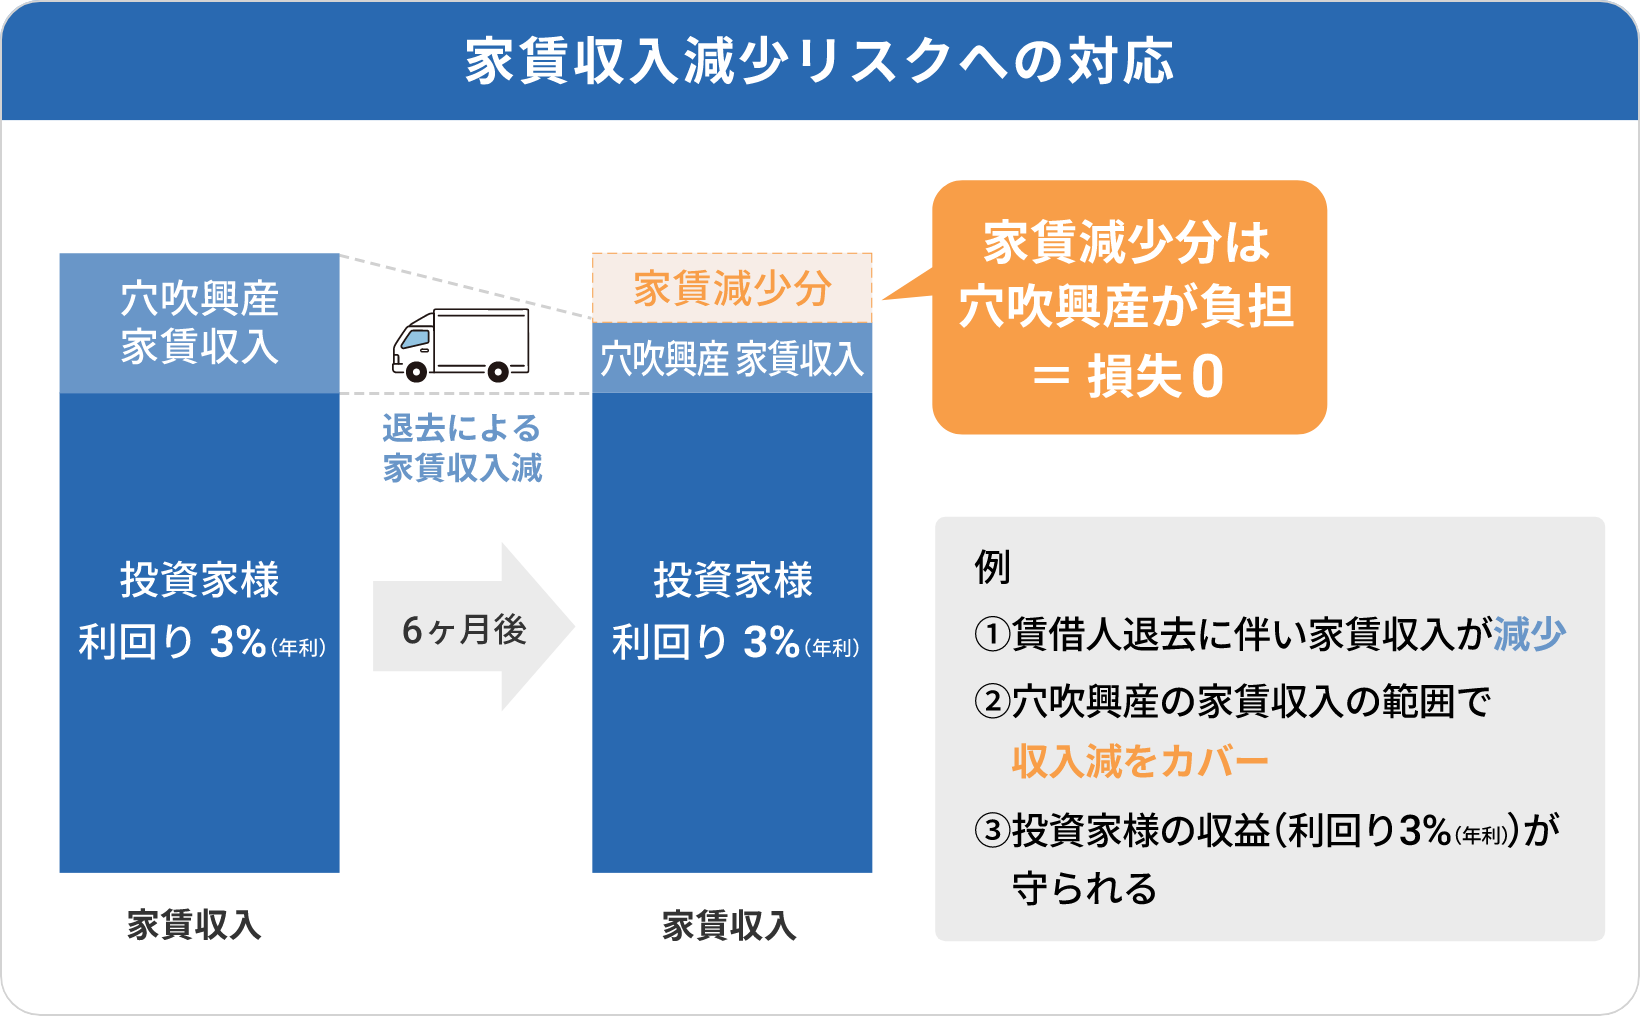 家賃収入減少リスクへの対応
穴吹興産
家賃収入
投資家様
利回り 3%(年利)
家賃収入
退去による
家賃収入減
6ヶ月後
家賃減少分
穴吹興産 家賃収入
投資家様
利回り 3%(年利)
家賃収入
家賃減少分は
穴吹興産が負担
＝ 損失0
例
①賃借人退去に伴い家賃収入が減少
②穴吹興産の家賃収入の範囲で
収入減をカバー
③投資家様の収益(利回り3%(年利))が
守られる